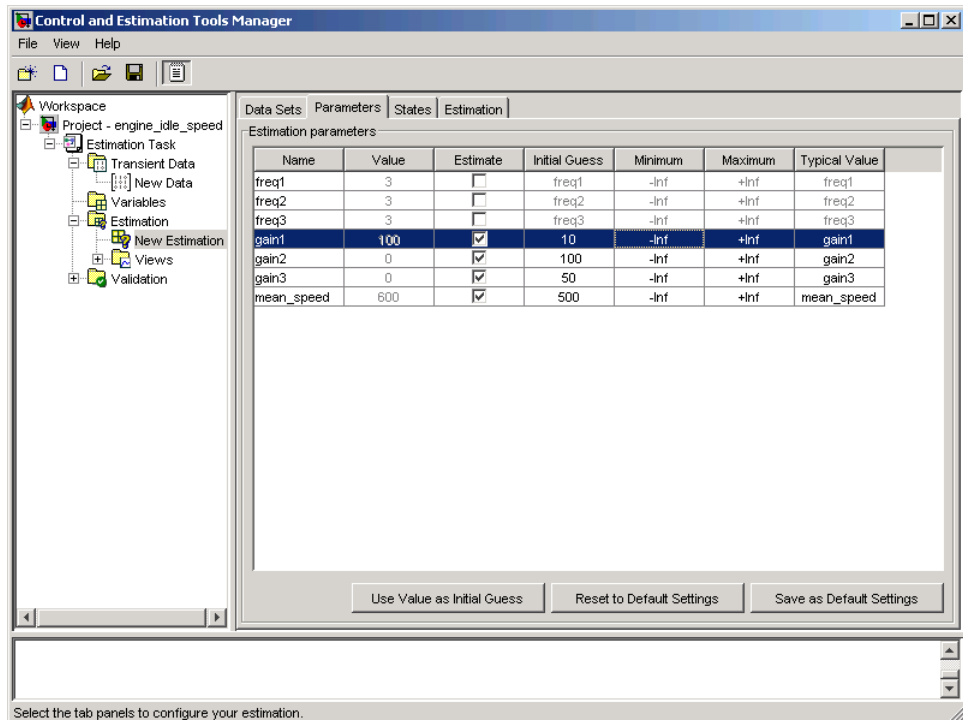 Control and Estimation Tools Manager
File View Help
Workspace
Project - engine_idle_speed
Estimation Task
Transient Data
New Data
Variables
Estimation
New Estimation
Views
Validation
Data Sets Parameters States Estimation
Estimation parameters
Name Value Estimate Initial Guess Minimum Maximum Typical Value
freq1 3 freq1 -Inf +Inf freq1
freq2 3 freq2 -Inf +Inf freq2
freq3 3 freq3 -Inf +Inf freq3
gain1 100 10 -Inf +Inf gain1
gain2 0 100 -Inf +Inf gain2
gain3 0 50 -Inf +Inf gain3
mean_speed 600 500 -Inf +Inf mean_speed
Use Value as Initial Guess Reset to Default Settings Save as Default Settings
Select the tab panels to configure your estimation.